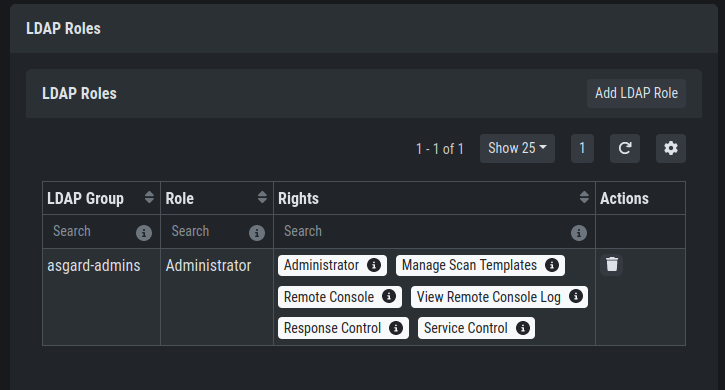 LDAP Roles
LDAP Roles
Add LDAP Role
1 - 1 of 1 Show 25 1
LDAP Group Role Rights Actions
Search Search Search
asgard-admins Administrator Administrator Manage Scan Templates
Remote Console View Remote Console Log
Response Control Service Control